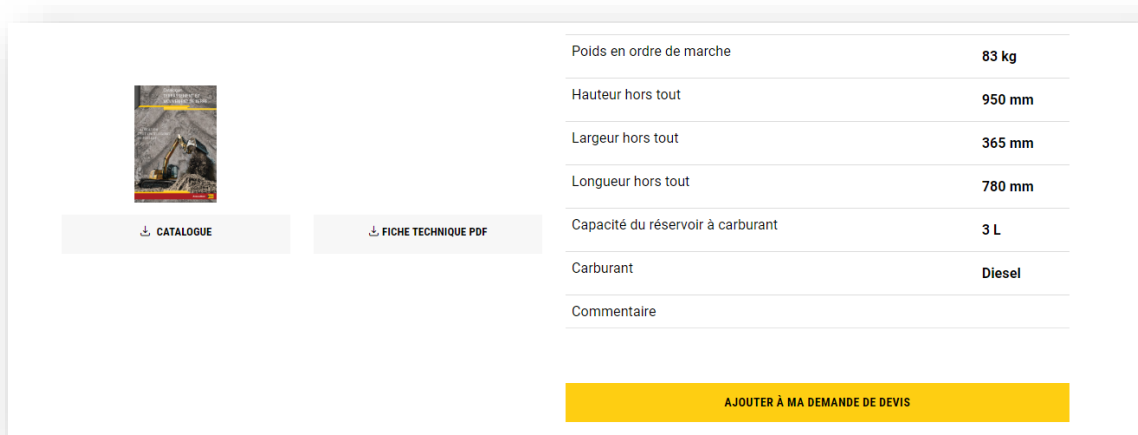 Poids en ordre de marche 83 kg
Hauteur hors tout 950 mm
Largeur hors tout 365 mm
Longueur hors tout 780 mm
Capacité du réservoir à carburant 3 L
Carburant Diesel
Commentaire
CATALOGUE
FICHE TECHNIQUE PDF
AJOUTER À MA DEMANDE DE DEVIS